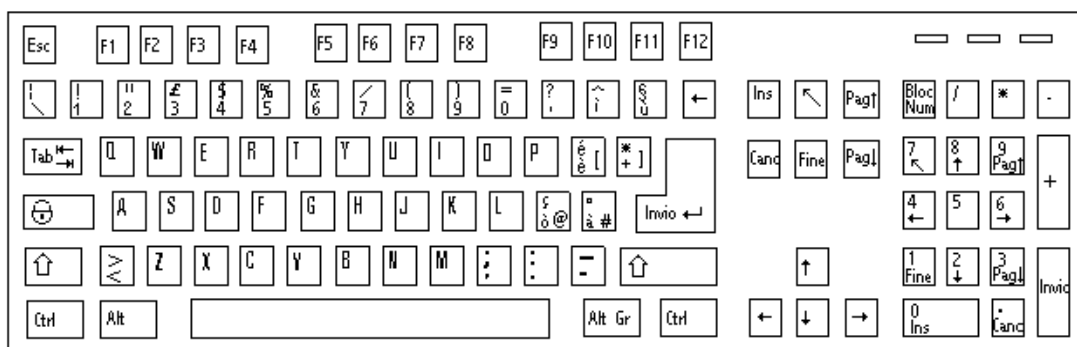 Esc F1 F2 F3 F4 F5 F6 F7 F8 F9 F10 F11 F12
¦ \ ! 1 " 2 £ 3 $ 4 % 5 & 6 / 7 ( 8 ) 9 = 0 ? ' ^ ì § ù ← Ins ↖ Pag↑ Bloc Num / * -
Tab Q W E R T Y U I O P é è [ * + ] Canc Fine Pag↓ 7 ↖ 8 ↑ 9 Pag↑ +
A S D F G H J K L ç ò @ ° à # Invio ↵ 4 ← 5 6 →
⇧ > < Z X C V B N M ; , : . _ - ⇧ ↑ 1 Fine 2 ↓ 3 Pag↓ Invio
Ctrl Alt Alt Gr Ctrl ← ↓ → 0 Ins . Canc